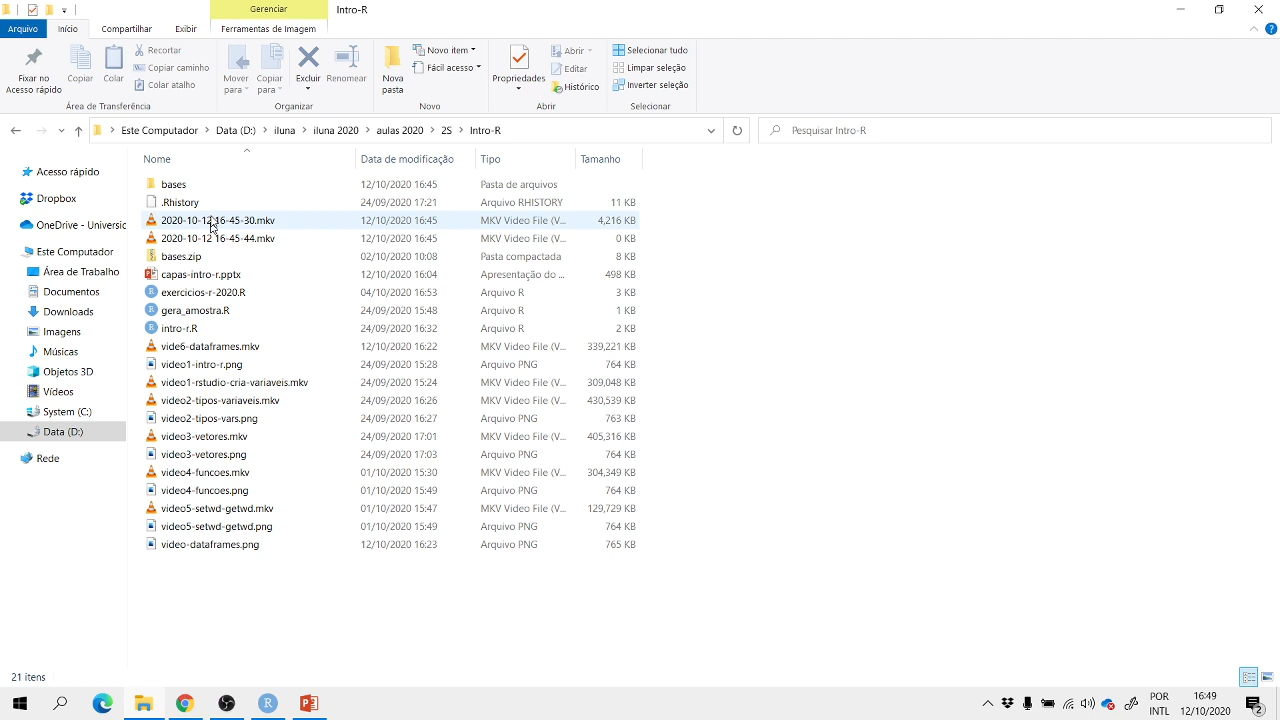 Gerenciar Intro-R
Arquivo Início Compartilhar Exibir Ferramentas de Imagem
Fixar no Acesso rápido
Copiar
Colar
Recortar
Copiar caminho
Colar atalho
Área de Transferência
Mover para
Copiar para
Excluir
Renomear
Organizar
Nova pasta
Novo item
Fácil acesso
Novo
Propriedades
Abrir
Editar
Histórico
Abrir
Selecionar tudo
Limpar seleção
Inverter seleção
Selecionar
Este Computador Data (D:) iluna iluna 2020 aulas 2020 2S Intro-R
Pesquisar Intro-R
Acesso rápido
Dropbox
OneDrive - Universic
Este Computador
Área de Trabalho
Documentos
Downloads
Imagens
Músicas
Objetos 3D
Vídeos
System (C:)
Data (D:)
Rede
Nome Data de modificação Tipo Tamanho
bases 12/10/2020 16:45 Pasta de arquivos
.Rhistory 24/09/2020 17:21 Arquivo RHISTORY 11 KB
2020-10-12 16-45-30.mkv 12/10/2020 16:45 MKV Video File (V... 4,216 KB
2020-10-12 16-45-44.mkv 12/10/2020 16:45 MKV Video File (V... 0 KB
bases.zip 02/10/2020 10:08 Pasta compactada 8 KB
capas-intro-r.pptx 12/10/2020 16:04 Apresentação do ... 498 KB
exercicios-r-2020.R 04/10/2020 16:53 Arquivo R 3 KB
gera_amostra.R 24/09/2020 15:48 Arquivo R 1 KB
intro-r.R 24/09/2020 16:32 Arquivo R 2 KB
vide6-dataframes.mkv 12/10/2020 16:22 MKV Video File (V... 339,221 KB
video1-intro-r.png 24/09/2020 15:28 Arquivo PNG 764 KB
video1-rstudio-cria-variaveis.mkv 24/09/2020 15:24 MKV Video File (V... 309,048 KB
video2-tipos-variaveis.mkv 24/09/2020 16:26 MKV Video File (V... 430,539 KB
video2-tipos-vars.png 24/09/2020 16:27 Arquivo PNG 763 KB
video3-vetores.mkv 24/09/2020 17:01 MKV Video File (V... 405,316 KB
video3-vetores.png 24/09/2020 17:03 Arquivo PNG 764 KB
video4-funcoes.mkv 01/10/2020 15:30 MKV Video File (V... 304,349 KB
video4-funcoes.png 01/10/2020 15:49 Arquivo PNG 764 KB
video5-setwd-getwd.mkv 01/10/2020 15:47 MKV Video File (V... 129,729 KB
video5-setwd-getwd.png 01/10/2020 15:49 Arquivo PNG 764 KB
video-dataframes.png 12/10/2020 16:23 Arquivo PNG 765 KB
21 itens
POR 16:49
INTL 12/10/2020
2